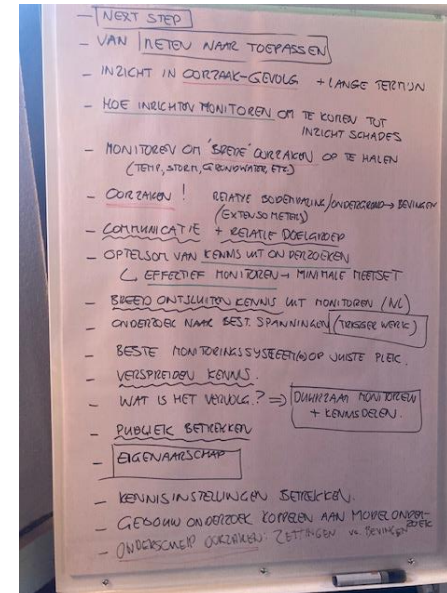 - NEXT STEP
- VAN METEN NAAR TOEPASSEN
- INZICHT IN OORZAAK-GEVOLG + LANGE TERMIJN
- HOE INRICHTEN MONITOREN OM TE KOMEN TOT
INZICHT SCHADES
- MONITOREN OM 'BREDE' OORZAKEN OP TE HALEN
(TEMP, STORM, GRONDWATER, ETC)
- OORZAKEN! RELATIE BODEMDALING/ONDERGROND → BEVINGEN
(EXTENSOMETERS)
- COMMUNICATIE + RELATIE DOELGROEP
- OPTELSOM VAN KENNIS UIT ONDERZOEKEN
↳ EFFECTIEF MONITOREN → MINIMALE MEETSET
- BREED ONTSLUITEN KENNIS UIT MONITOREN (NL)
- ONDERZOEK NAAR BEST. SPANNINGEN (TRIGGER WERK)
- BESTE MONITORINGSSYSTEEM OP JUISTE PLEK.
- VERSPREIDEN KENNIS.
- WAT IS HET VERVOLG? ⇒ DUURZAAM MONITOREN
+ KENNISDELEN.
- PUBLIEK BETREKKEN
- EIGENAARSCHAP
- KENNISINSTELLINGEN BETREKKEN.
- GEBOUW ONDERZOEK KOPPELEN AAN MODELONDER-
ZOEK
- ONDERSCHEID OORZAKEN: ZETTINGEN vs. BEVINGEN